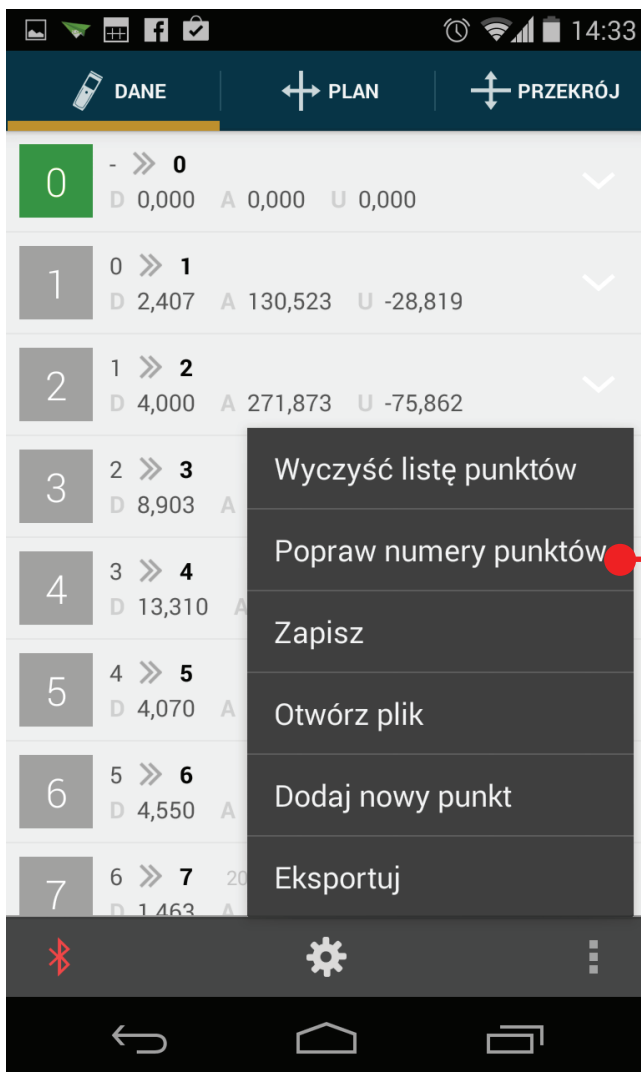 14:33
DANE PLAN PRZEKRÓJ
0 - >> 0
D 0,000 A 0,000 U 0,000
1 0 >> 1
D 2,407 A 130,523 U -28,819
2 1 >> 2
D 4,000 A 271,873 U -75,862
3 2 >> 3
D 8,903 A
4 3 >> 4
D 13,310 A
5 4 >> 5
D 4,070 A
6 5 >> 6
D 4,550 A
7 6 >> 7 20
D 1,463 A
Wyczyść listę punktów
Popraw numery punktów
Zapisz
Otwórz plik
Dodaj nowy punkt
Eksportuj